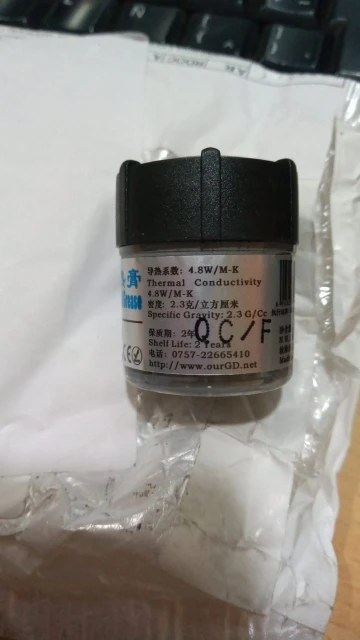 膏
导热系数: 4.8W/M-K
Thermal Conductivity
4.8W/M-K
密度: 2.3克/立方厘米
Specific Gravity: 2.3 G/Cc
保质期: 2年
QC/F
Shelf Life: 2 Years
电话: 0757-22665410
http://www.ourGD.net